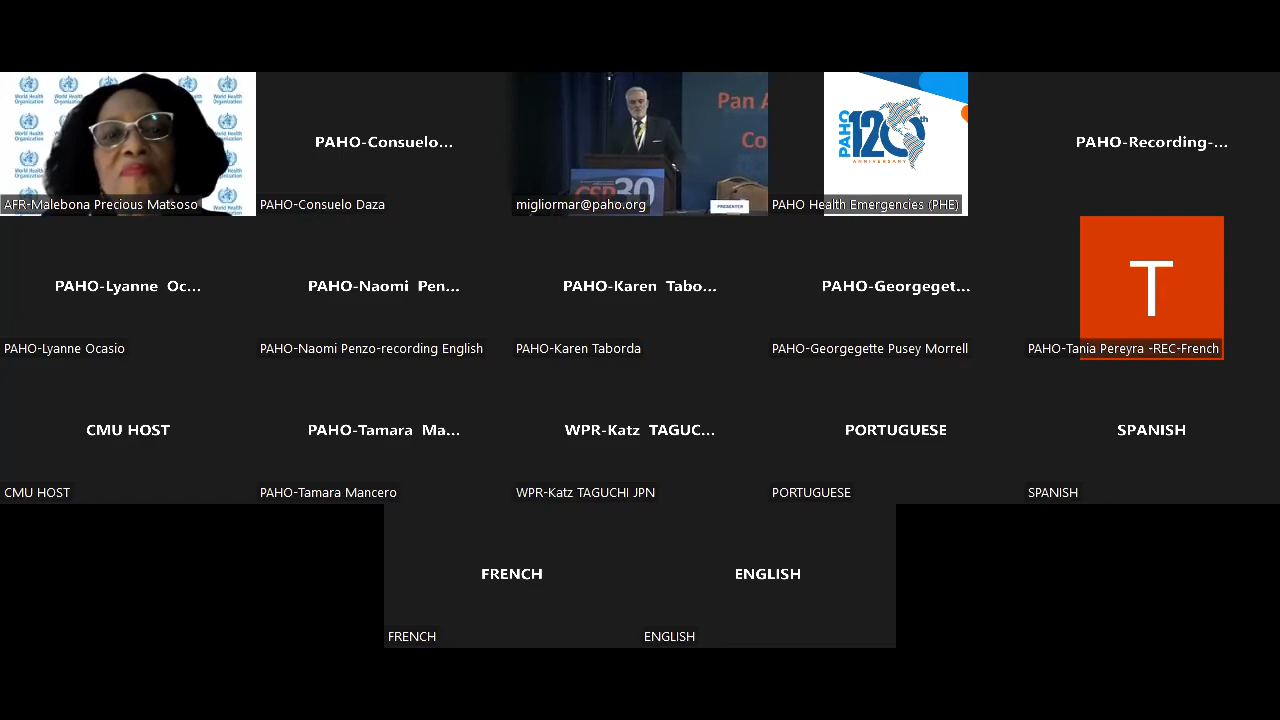 World Health
Organization
AFR-Malebona Precious Matsoso
PAHO-Consuelo...
PAHO-Consuelo Daza
Pan A
Co
CSP30
PRESENTER
migliormar@paho.org
PAHO
120th
ANNIVERSARY
PAHO Health Emergencies (PHE)
PAHO-Recording-...
PAHO-Lyanne Oc...
PAHO-Lyanne Ocasio
PAHO-Naomi Pen...
PAHO-Naomi Penzo-recording English
PAHO-Karen Tabo...
PAHO-Karen Taborda
PAHO-Georgeget...
PAHO-Georgegette Pusey Morrell
T
PAHO-Tania Pereyra -REC-French
CMU HOST
CMU HOST
PAHO-Tamara Ma...
PAHO-Tamara Mancero
WPR-Katz TAGUC...
WPR-Katz TAGUCHI JPN
PORTUGUESE
PORTUGUESE
SPANISH
SPANISH
FRENCH
FRENCH
ENGLISH
ENGLISH